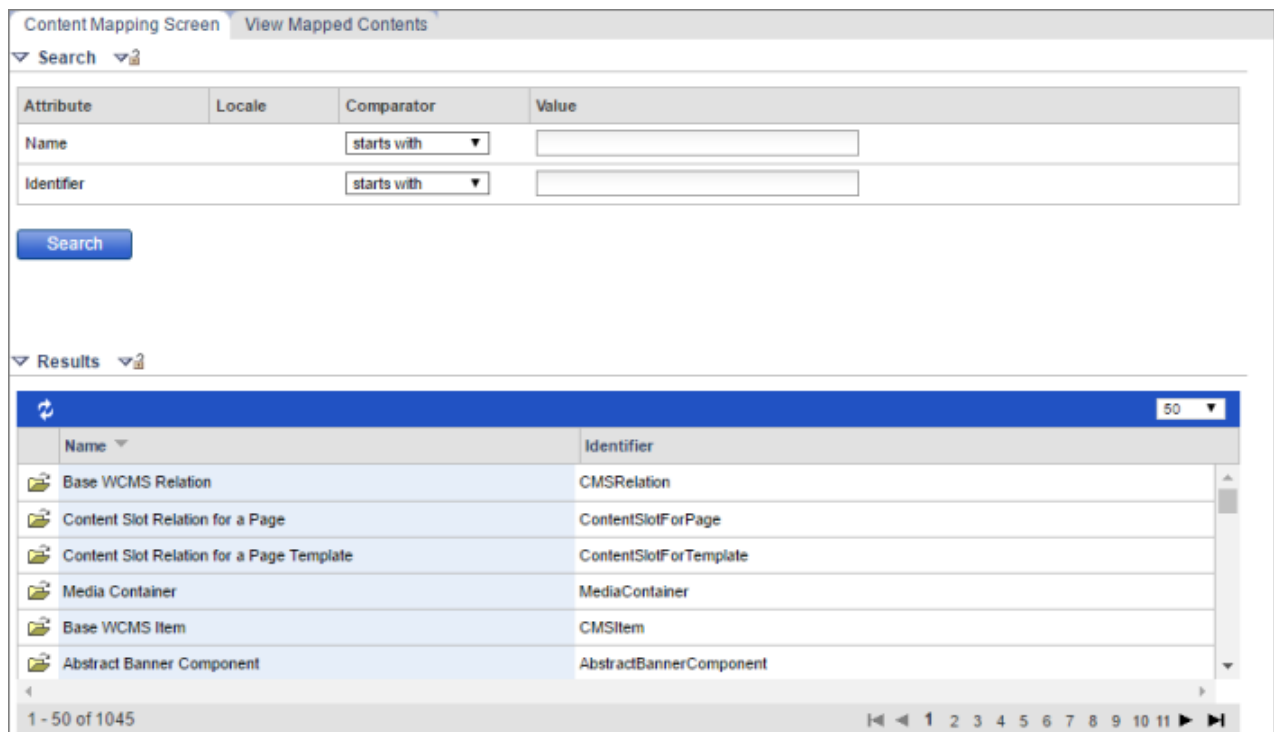 Content Mapping Screen View Mapped Contents
Search
Attribute Locale Comparator Value
Name starts with
Identifier starts with
Search
Results
50
Name Identifier
Base WCMS Relation CMSRelation
Content Slot Relation for a Page ContentSlotForPage
Content Slot Relation for a Page Template ContentSlotForTemplate
Media Container MediaContainer
Base WCMS Item CMSItem
Abstract Banner Component AbstractBannerComponent
1 - 50 of 1045 1 2 3 4 5 6 7 8 9 10 11